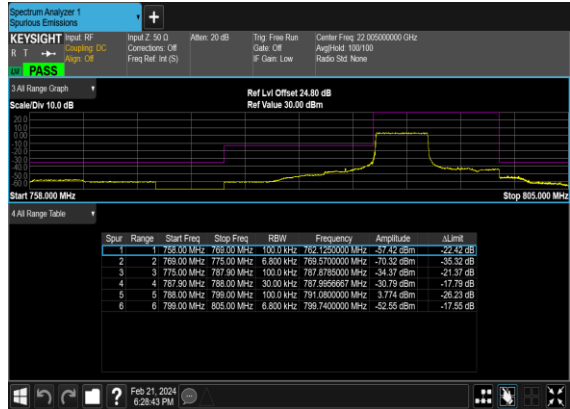 Spectrum Analyzer 1
Spurious Emissions
KEYSIGHT Input: RF Input Z: 50 Ω Atten: 20 dB Trig: Free Run Center Freq: 22.005000000 GHz
R T Coupling: DC Corrections: Off Gate: Off Avg|Hold: 100/100
Align: Off Freq Ref: Int (S) IF Gain: Low Radio Std: None
PASS
3 All Range Graph
Ref Lvl Offset 24.80 dB
Scale/Div 10.0 dB Ref Value 30.00 dBm
20.0
10.0
0.00
-10.0
-20.0
-30.0
-40.0
-50.0
-60.0
Start 758.000 MHz Stop 805.000 MHz
4 All Range Table
Spur Range Start Freq Stop Freq RBW Frequency Amplitude ΔLimit
1 1 758.00 MHz 769.00 MHz 100.0 kHz 762.1250000 MHz -57.42 dBm -22.42 dB
2 2 769.00 MHz 775.00 MHz 6.800 kHz 769.5700000 MHz -70.32 dBm -35.32 dB
3 3 775.00 MHz 787.90 MHz 100.0 kHz 787.8785000 MHz -34.37 dBm -21.37 dB
4 4 787.90 MHz 788.00 MHz 30.00 kHz 787.9956667 MHz -30.79 dBm -17.79 dB
5 5 788.00 MHz 799.00 MHz 100.0 kHz 791.0800000 MHz 3.774 dBm -26.23 dB
6 6 799.00 MHz 805.00 MHz 6.800 kHz 799.7400000 MHz -52.55 dBm -17.55 dB
? Feb 21, 2024
6:28:43 PM